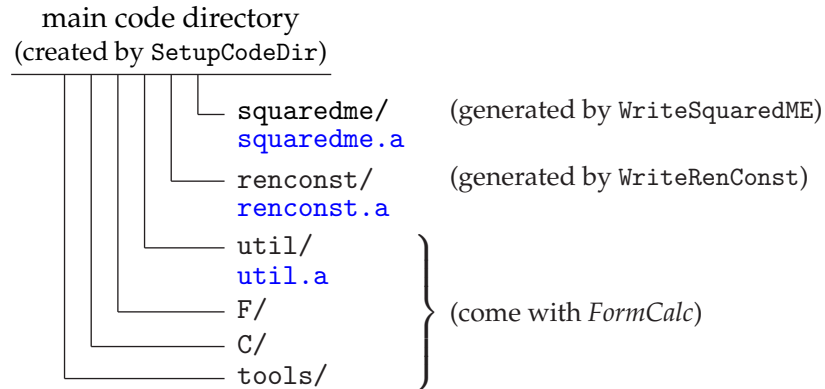 main code directory
(created by SetupCodeDir)
squaredme/ (generated by WriteSquaredME)
squaredme.a
renconst/ (generated by WriteRenConst)
renconst.a
util/
util.a
F/ (come with FormCalc)
C/
tools/